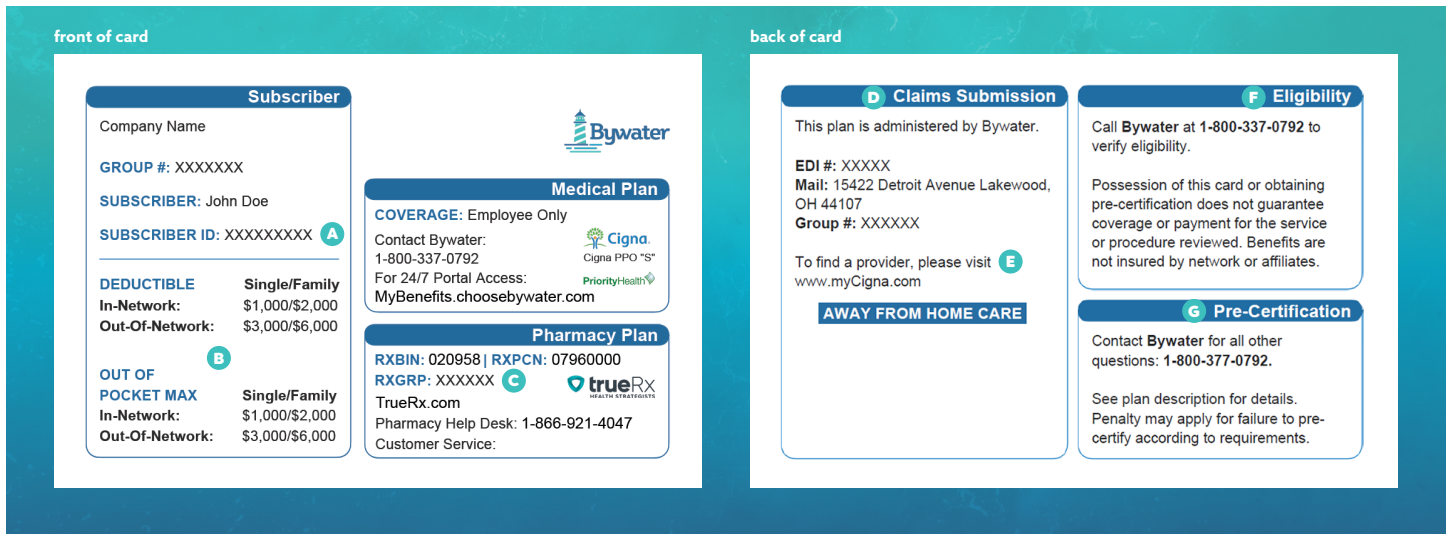 front of card
Subscriber
Company Name
GROUP #: XXXXXXX
SUBSCRIBER: John Doe
SUBSCRIBER ID: XXXXXXXXX A
DEDUCTIBLE Single/Family
In-Network: $1,000/$2,000
Out-Of-Network: $3,000/$6,000
B
OUT OF
POCKET MAX Single/Family
In-Network: $1,000/$2,000
Out-Of-Network: $3,000/$6,000
Bywater
Medical Plan
COVERAGE: Employee Only
Contact Bywater:
1-800-337-0792
For 24/7 Portal Access:
MyBenefits.choosebywater.com
Cigna.
Cigna PPO "S"
PriorityHealth
Pharmacy Plan
RXBIN: 020958 | RXPCN: 07960000
RXGRP: XXXXXX C
trueRx
HEALTH STRATEGISTS
TrueRx.com
Pharmacy Help Desk: 1-866-921-4047
Customer Service:
back of card
D Claims Submission
This plan is administered by Bywater.
EDI #: XXXXX
Mail: 15422 Detroit Avenue Lakewood,
OH 44107
Group #: XXXXXX
To find a provider, please visit E
www.myCigna.com
AWAY FROM HOME CARE
F Eligibility
Call Bywater at 1-800-337-0792 to
verify eligibility.
Possession of this card or obtaining
pre-certification does not guarantee
coverage or payment for the service
or procedure reviewed. Benefits are
not insured by network or affiliates.
G Pre-Certification
Contact Bywater for all other
questions: 1-800-377-0792.
See plan description for details.
Penalty may apply for failure to pre-
certify according to requirements.